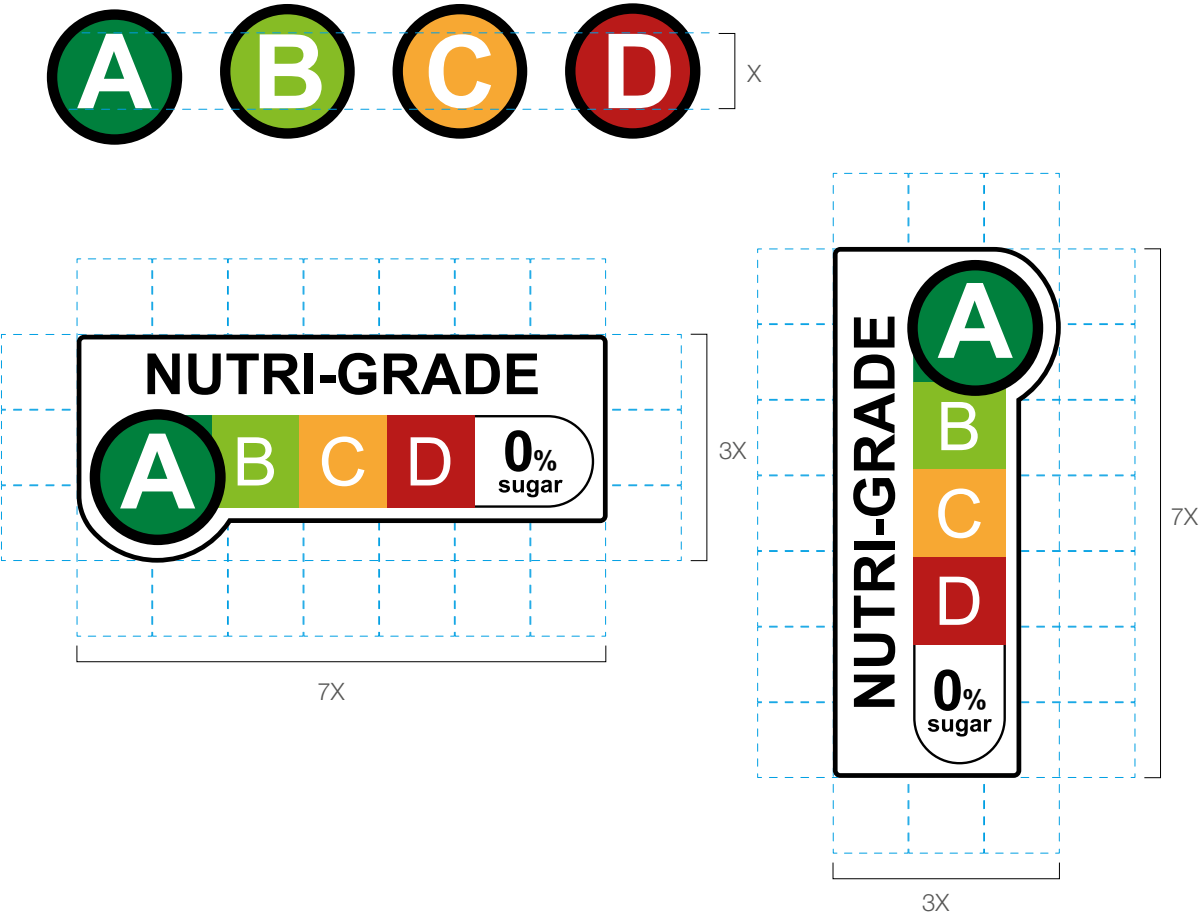 A B C D
X
NUTRI-GRADE
A B C D 0%
sugar
3X
7X
NUTRI-GRADE
A
B
C
D
0%
sugar
7X
3X